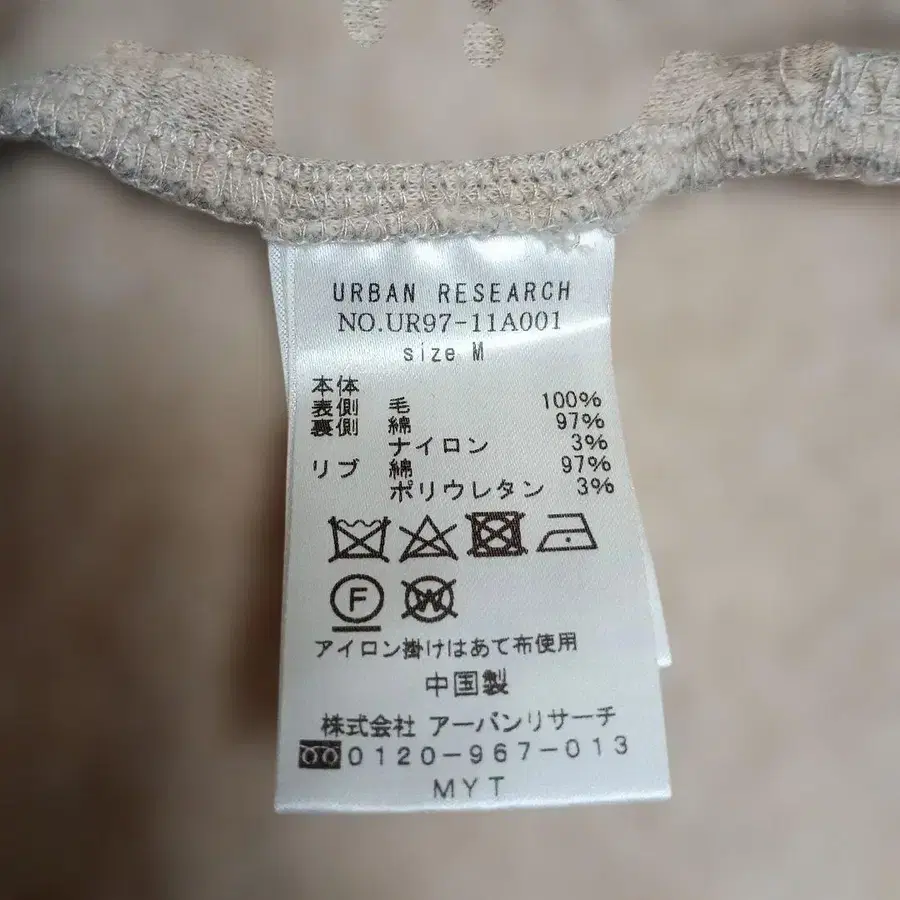 URBAN RESEARCH
NO.UR97-11A001
size M
本体
表側 毛 100%
裏側 綿 97%
ナイロン 3%
リブ 綿 97%
ポリウレタン 3%
F W
アイロン掛けはあて布使用
中国製
株式会社 アーバンリサーチ
0120-967-013
MYT